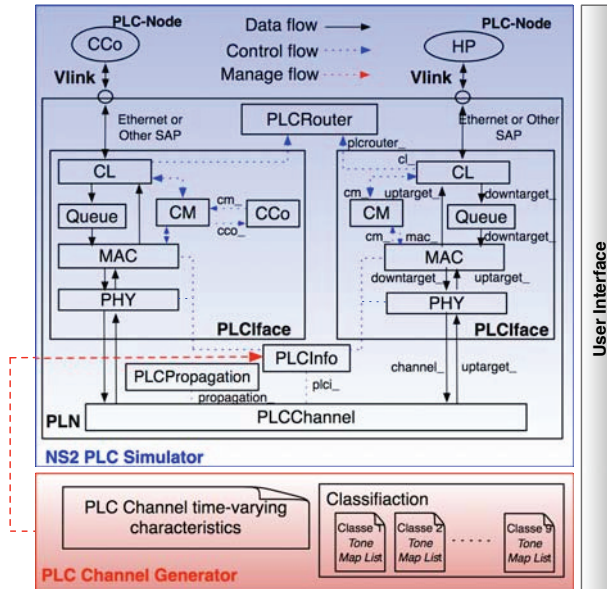 PLC-Node
PLC-Node
CCo
Data flow
Control flow
Manage flow
HP
Vlink
Vlink
Ethernet or
Other SAP
PLCRouter
Ethernet or Other
SAP
plcrouter_
cl_
CL
CL
cm_
uptarget_
downtarget_
Queue
CM
cm_
cco_
CCo
CM
Queue
cm_
mac_
downtarget_
MAC
MAC
downtarget_
uptarget_
PHY
PHY
PLCIface
PLCIface
PLCInfo
PLCPropagation
channel_
uptarget_
propagation_
plci_
PLN
PLCChannel
NS2 PLC Simulator
PLC Channel time-varying
characteristics
Classifiaction
Classe 1
Tone
Map List
Classe 2
Tone
Map List
. . . . .
Classe 9
Tone
Map List
PLC Channel Generator
User Interface